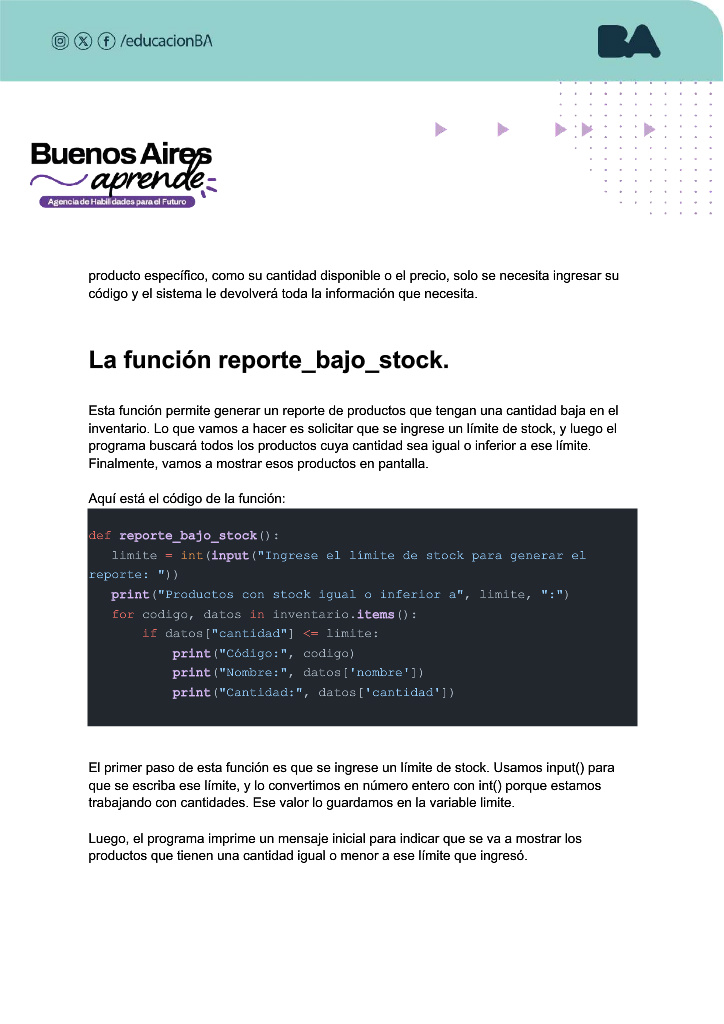 /educacionBA
BA
Buenos Aires
aprende
Agencia de Habilidades para el Futuro
producto específico, como su cantidad disponible o el precio, solo se necesita ingresar su
código y el sistema le devolverá toda la información que necesita.
La función reporte_bajo_stock.
Esta función permite generar un reporte de productos que tengan una cantidad baja en el
inventario. Lo que vamos a hacer es solicitar que se ingrese un límite de stock, y luego el
programa buscará todos los productos cuya cantidad sea igual o inferior a ese límite.
Finalmente, vamos a mostrar esos productos en pantalla.
Aquí está el código de la función:
def reporte_bajo_stock():
    limite = int(input("Ingrese el límite de stock para generar el
reporte: "))
    print("Productos con stock igual o inferior a", limite, ":")
    for codigo, datos in inventario.items():
        if datos["cantidad"] <= limite:
            print("Código:", codigo)
            print("Nombre:", datos['nombre'])
            print("Cantidad:", datos['cantidad'])
El primer paso de esta función es que se ingrese un límite de stock. Usamos input() para
que se escriba ese límite, y lo convertimos en número entero con int() porque estamos
trabajando con cantidades. Ese valor lo guardamos en la variable limite.
Luego, el programa imprime un mensaje inicial para indicar que se va a mostrar los
productos que tienen una cantidad igual o menor a ese límite que ingresó.